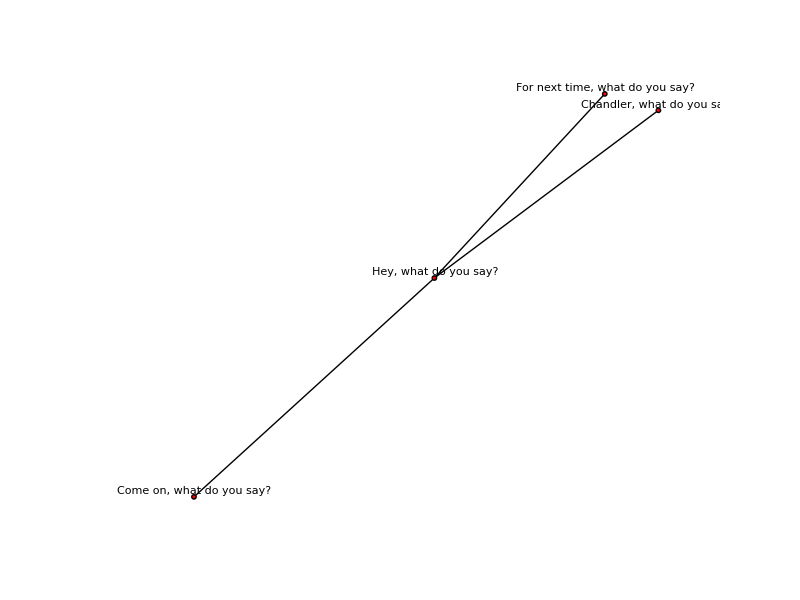 For next time, what do you say?
Chandler, what do you sa
Hey, what do you say?
Come on, what do you say?